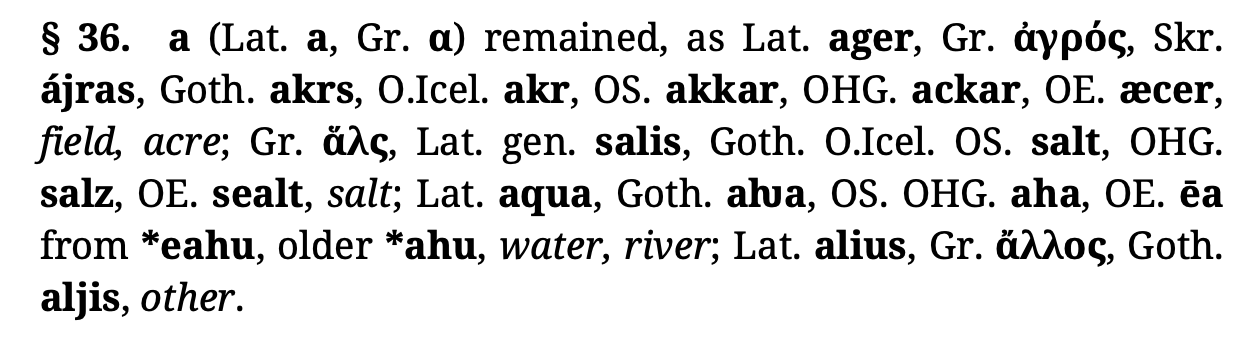 § 36. a (Lat. a, Gr. α) remained, as Lat. ager, Gr. ἀγρός, Skr.
ájras, Goth. akrs, O.Icel. akr, OS. akkar, OHG. ackar, OE. æcer,
field, acre; Gr. ἅλς, Lat. gen. salis, Goth. O.Icel. OS. salt, OHG.
salz, OE. sealt, salt; Lat. aqua, Goth. aƕa, OS. OHG. aha, OE. ēa
from *eahu, older *ahu, water, river; Lat. alius, Gr. ἄλλος, Goth.
aljis, other.